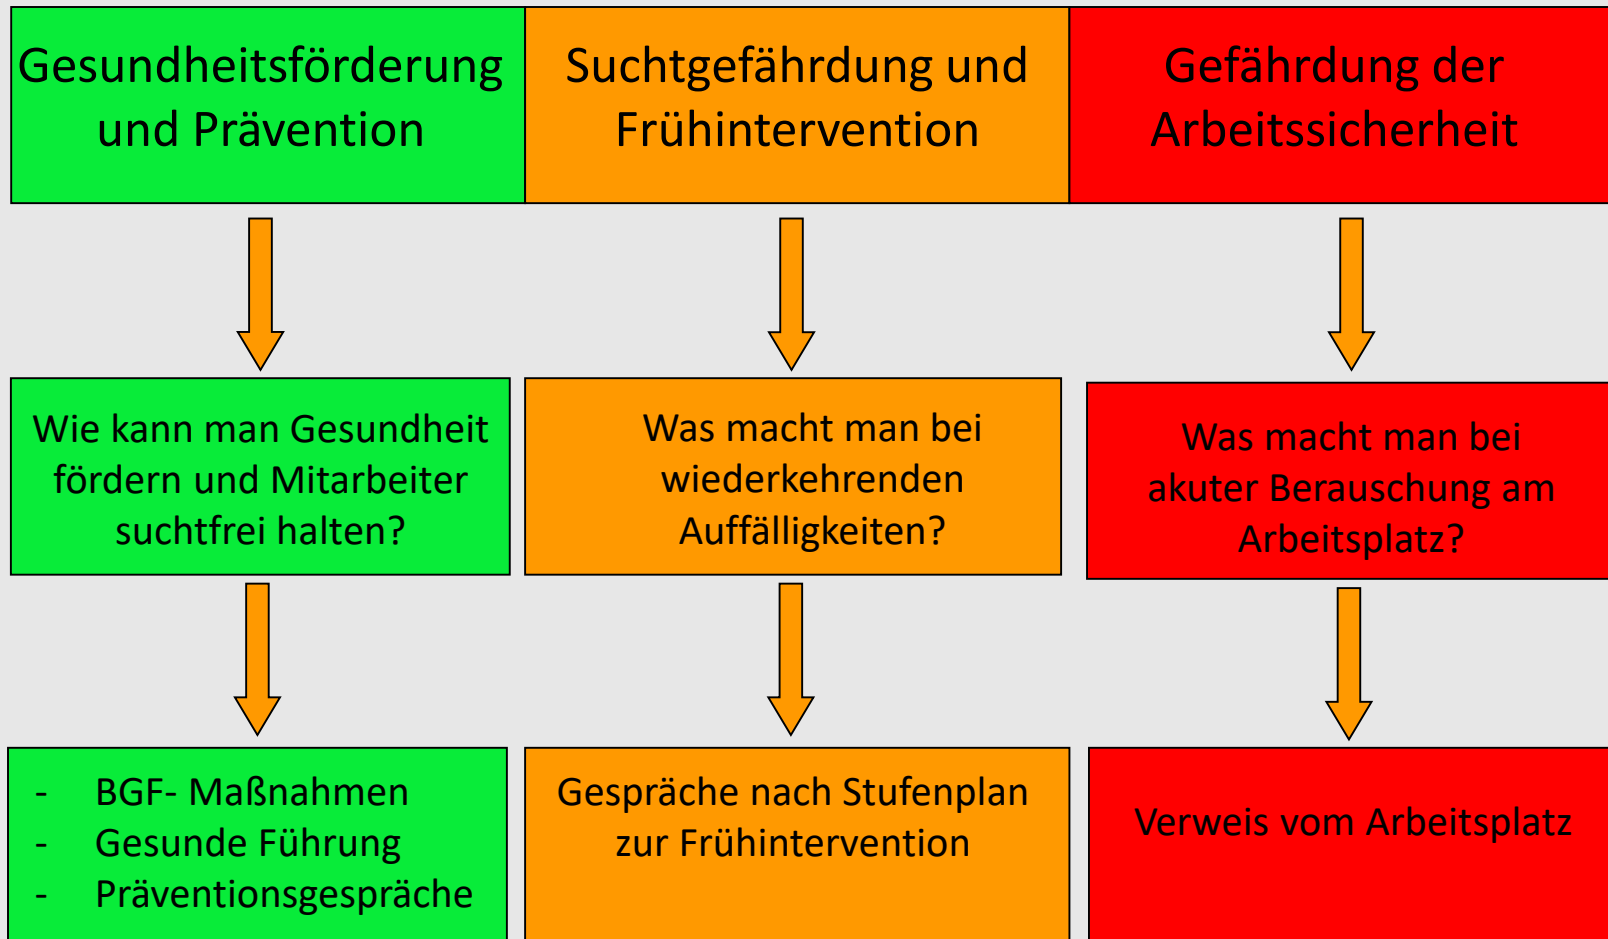 Gesundheitsförderung
und Prävention
Suchtgefährdung und
Frühintervention
Gefährdung der
Arbeitssicherheit
Wie kann man Gesundheit
fördern und Mitarbeiter
suchtfrei halten?
Was macht man bei
wiederkehrenden
Auffälligkeiten?
Was macht man bei
akuter Berauschung am
Arbeitsplatz?
- BGF- Maßnahmen
- Gesunde Führung
- Präventionsgespräche
Gespräche nach Stufenplan
zur Frühintervention
Verweis vom Arbeitsplatz